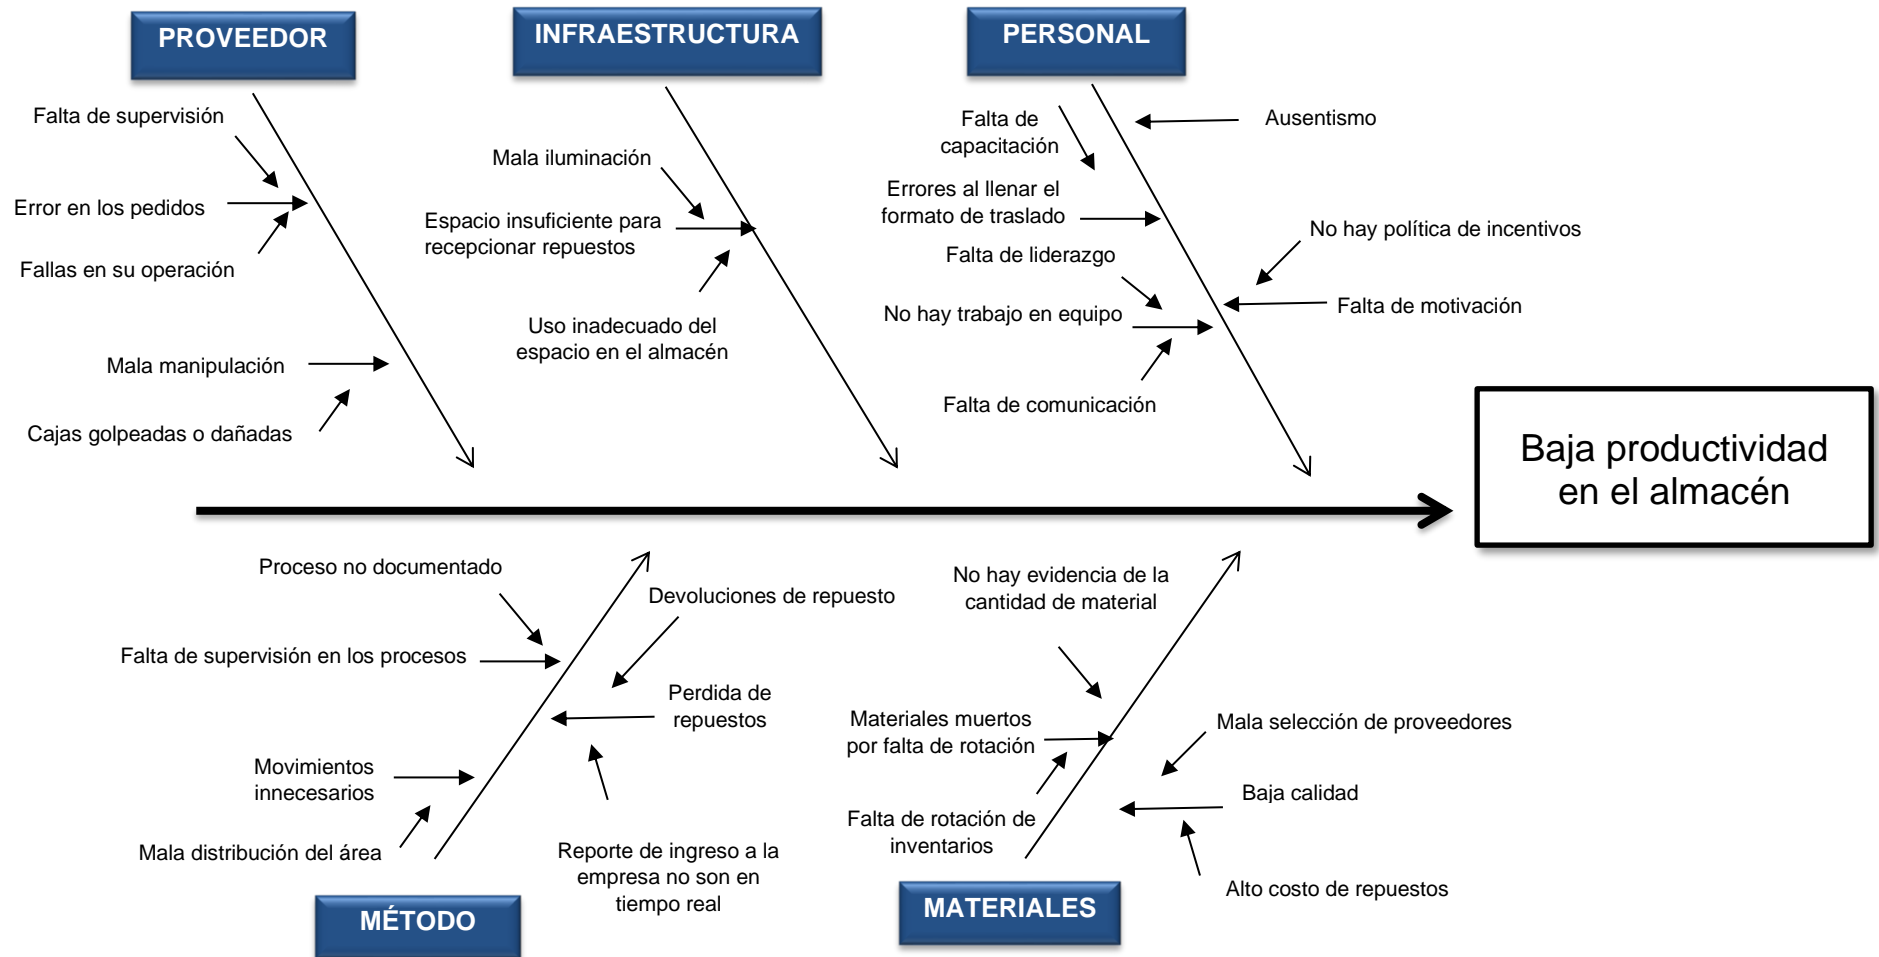 PROVEEDOR
INFRAESTRUCTURA
PERSONAL
Falta de supervisión
Error en los pedidos
Fallas en su operación
Mala manipulación
Cajas golpeadas o dañadas
Mala iluminación
Espacio insuficiente para
recepcionar repuestos
Uso inadecuado del
espacio en el almacén
Falta de
capacitación
Ausentismo
Errores al llenar el
formato de traslado
No hay política de incentivos
Falta de liderazgo
Falta de motivación
No hay trabajo en equipo
Falta de comunicación
Baja productividad
en el almacén
Proceso no documentado
Devoluciones de repuesto
Falta de supervisión en los procesos
Perdida de
repuestos
Movimientos
innecesarios
Mala distribución del área
Reporte de ingreso a la
empresa no son en
tiempo real
MÉTODO
No hay evidencia de la
cantidad de material
Materiales muertos
por falta de rotación
Mala selección de proveedores
Baja calidad
Falta de rotación de
inventarios
Alto costo de repuestos
MATERIALES